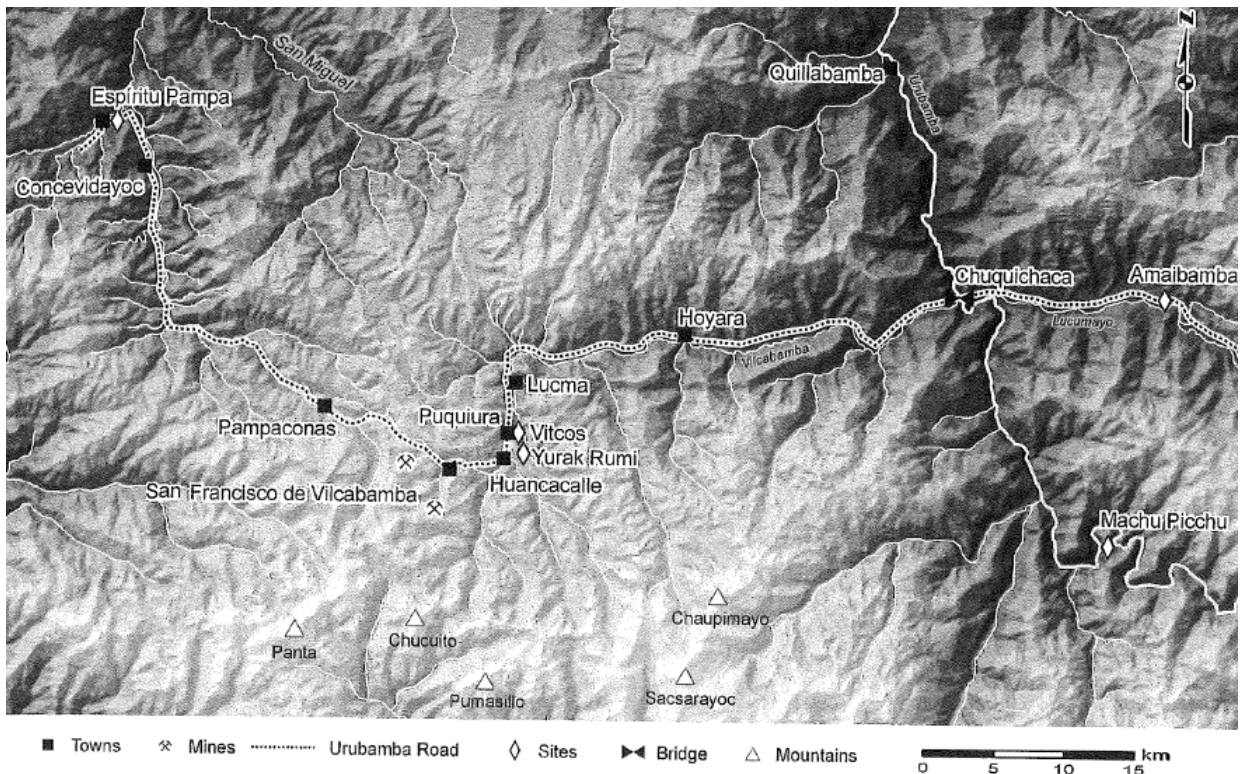 San Miguel
Quillabamba
N
Espíritu Pampa
Urubamba
Concevidayoc
Chuquichaca
Amaibamba
Lucumayo
Hoyara
Vilcabamba
Lucma
Puquiura
Vitcos
Pampaconas
Yurak Rumi
Huancacalle
San Francisco de Vilcabamba
Machu Picchu
Chaupimayo
Chucuito
Panta
Pumasillo
Sacsarayoc
Towns Mines Urubamba Road Sites Bridge Mountains km
0 5 10 15